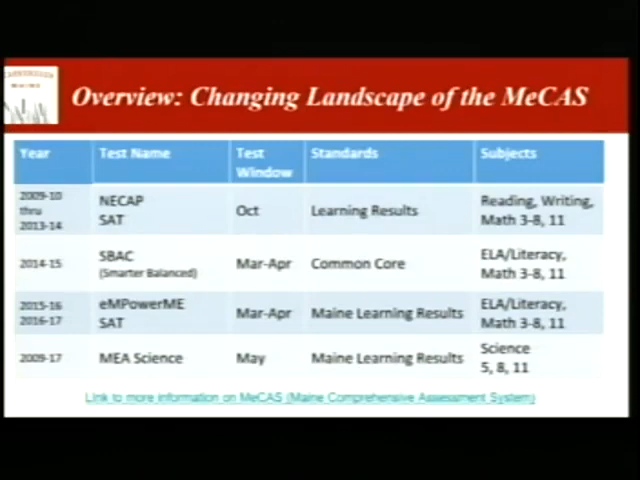 SCARBOROUGH
MAINE
Overview: Changing Landscape of the MeCAS
Year Test Name Test Window Standards Subjects
2009-10 thru 2013-14 NECAP SAT Oct Learning Results Reading, Writing, Math 3-8, 11
2014-15 SBAC (Smarter Balanced) Mar-Apr Common Core ELA/Literacy, Math 3-8, 11
2015-16 2016-17 eMPowerME SAT Mar-Apr Maine Learning Results ELA/Literacy, Math 3-8, 11
2009-17 MEA Science May Maine Learning Results Science 5, 8, 11
Link to more information on MeCAS (Maine Comprehensive Assessment System)